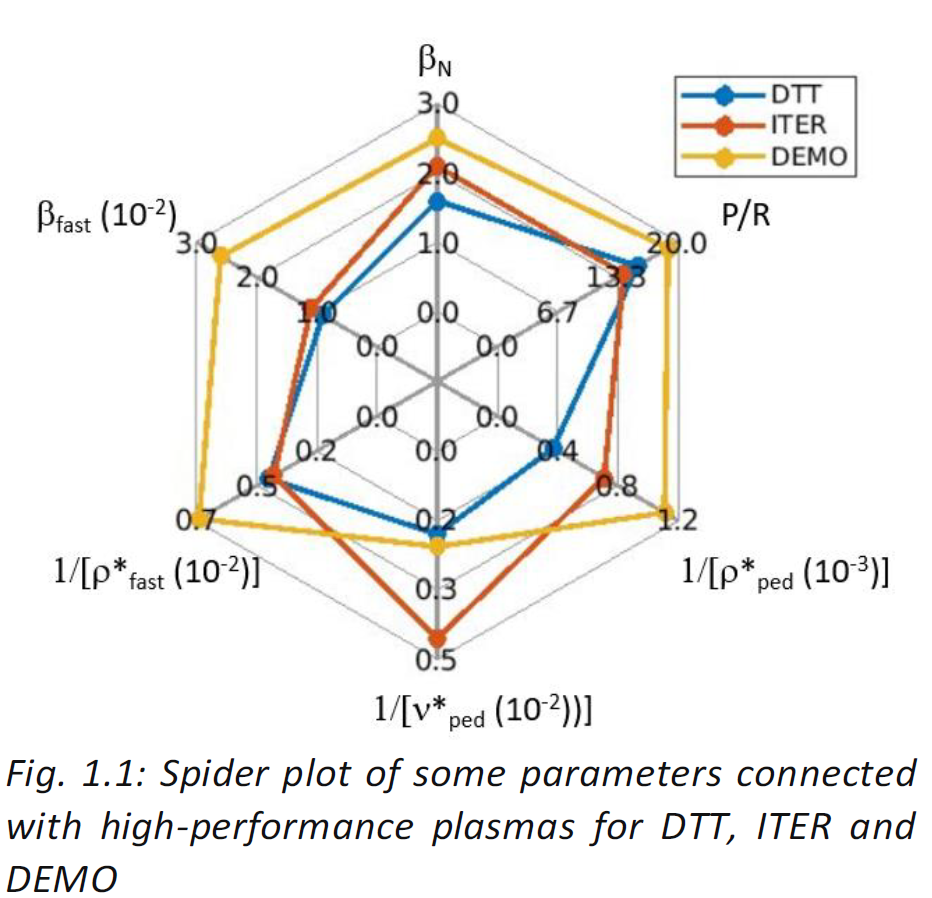 βN
3.0
DTT
ITER
DEMO
2.0
βfast (10-2)
P/R
3.0
20.0
1.0
2.0
13.3
1.0
0.0
6.7
0.0
0.0
0.0
0.0
0.2
0.0
0.4
0.5
0.8
0.7
0.2
1.2
1/[ρ*fast (10-2)]
1/[ρ*ped (10-3)]
0.3
0.5
1/[ν*ped (10-2))]
Fig. 1.1: Spider plot of some parameters connected
with high-performance plasmas for DTT, ITER and
DEMO